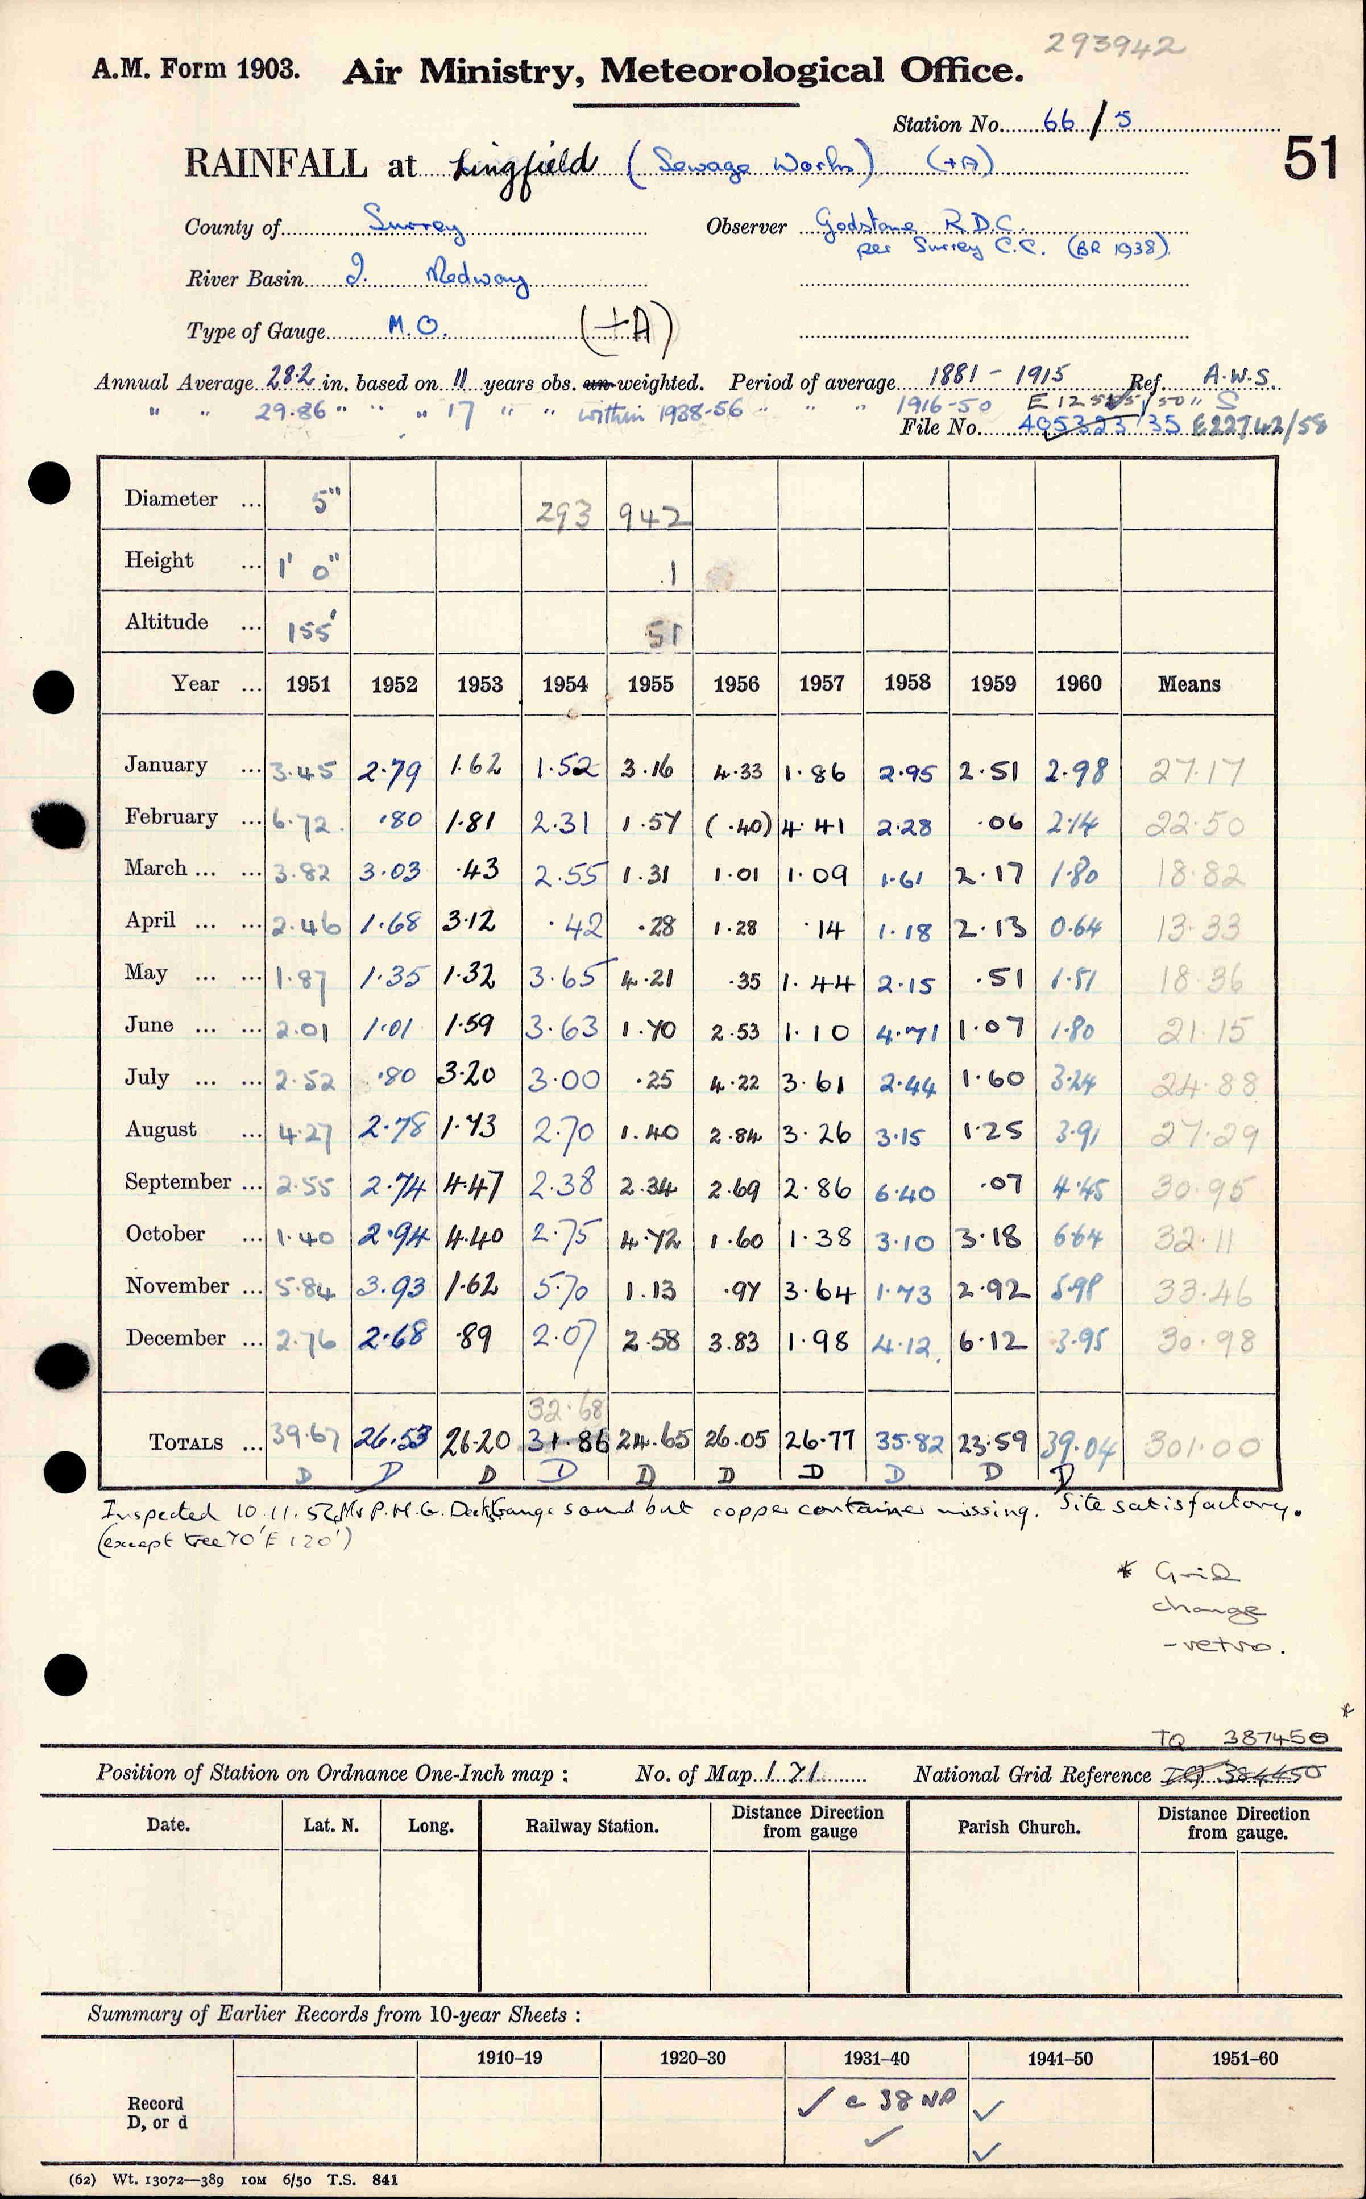 293942
A.M. Form 1903. Air Ministry, Meteorological Office.
Station No. 66/5
51
RAINFALL at Lingfield (Sewage Works) (+A)
County of Surrey Observer Godstone R.D.C.
per Surrey C.C. (BR 1938).
River Basin Medway
Type of Gauge M.O. (+A)
Annual Average 28.2 in. based on 11 years obs. un-weighted. Period of average 1881-1915 Ref. A.W.S.
" " 29.86 " " " 17 " " within 1938-56 " " " 1916-50
File No. 405323/35 E22742/58
Diameter ... 5" 293 942
Height ... 1' 0" 1
Altitude ... 155' 51
Year ... 1951 1952 1953 1954 1955 1956 1957 1958 1959 1960 Means
January ... 3.45 2.79 1.62 1.52 3.16 4.33 1.86 2.95 2.51 2.98 27.17
February ... 6.72 .80 1.81 2.31 1.57 (.40) 4.41 2.28 .06 2.14 22.50
March ... ... 3.82 3.03 .43 2.55 1.31 1.01 1.09 1.61 2.17 1.80 18.82
April ... ... 2.46 1.68 3.12 .42 .28 1.28 .14 1.18 2.13 0.64 13.33
May ... ... 1.87 1.35 1.32 3.65 4.21 .35 1.44 2.15 .51 1.51 18.36
June ... ... 2.01 1.01 1.59 3.63 1.70 2.53 1.10 4.71 1.07 1.80 21.15
July ... ... 2.52 .80 3.20 3.00 .25 4.22 3.61 2.44 1.60 3.24 24.88
August ... 4.27 2.78 1.73 2.70 1.40 2.84 3.26 3.15 1.25 3.91 27.29
September ... 2.55 2.74 4.47 2.38 2.34 2.69 2.86 6.40 .07 4.45 30.95
October ... 1.40 2.94 4.40 2.75 4.72 1.60 1.38 3.10 3.18 6.64 32.11
November ... 5.84 3.93 1.62 5.70 1.13 .97 3.64 1.73 2.92 5.98 33.46
December ... 2.76 2.68 .89 2.07 2.58 3.83 1.98 4.12 6.12 3.95 30.98
32.68
TOTALS ... 39.67 26.53 26.20 31.86 24.65 26.05 26.77 35.82 23.59 39.04 301.00
D D D D D D D D D D
Inspected 10.11.52 Mr P.M.G. Gauge sound but copper container missing. Site satisfactory.
(except tree 70' E (20')
* Grid
change
-retro.
*
TQ 387450
Position of Station on Ordnance One-Inch map : No. of Map 171 National Grid Reference TQ 384450
Date. Lat. N. Long. Railway Station. Distance Direction from gauge Parish Church. Distance Direction from gauge.
Summary of Earlier Records from 10-year Sheets :
1910–19 1920–30 1931–40 1941–50 1951–60
Record
D, or d
✓ c 38 ND ✓
✓ ✓
(62) Wt. 13072—389 10M 6/50 T.S. 841